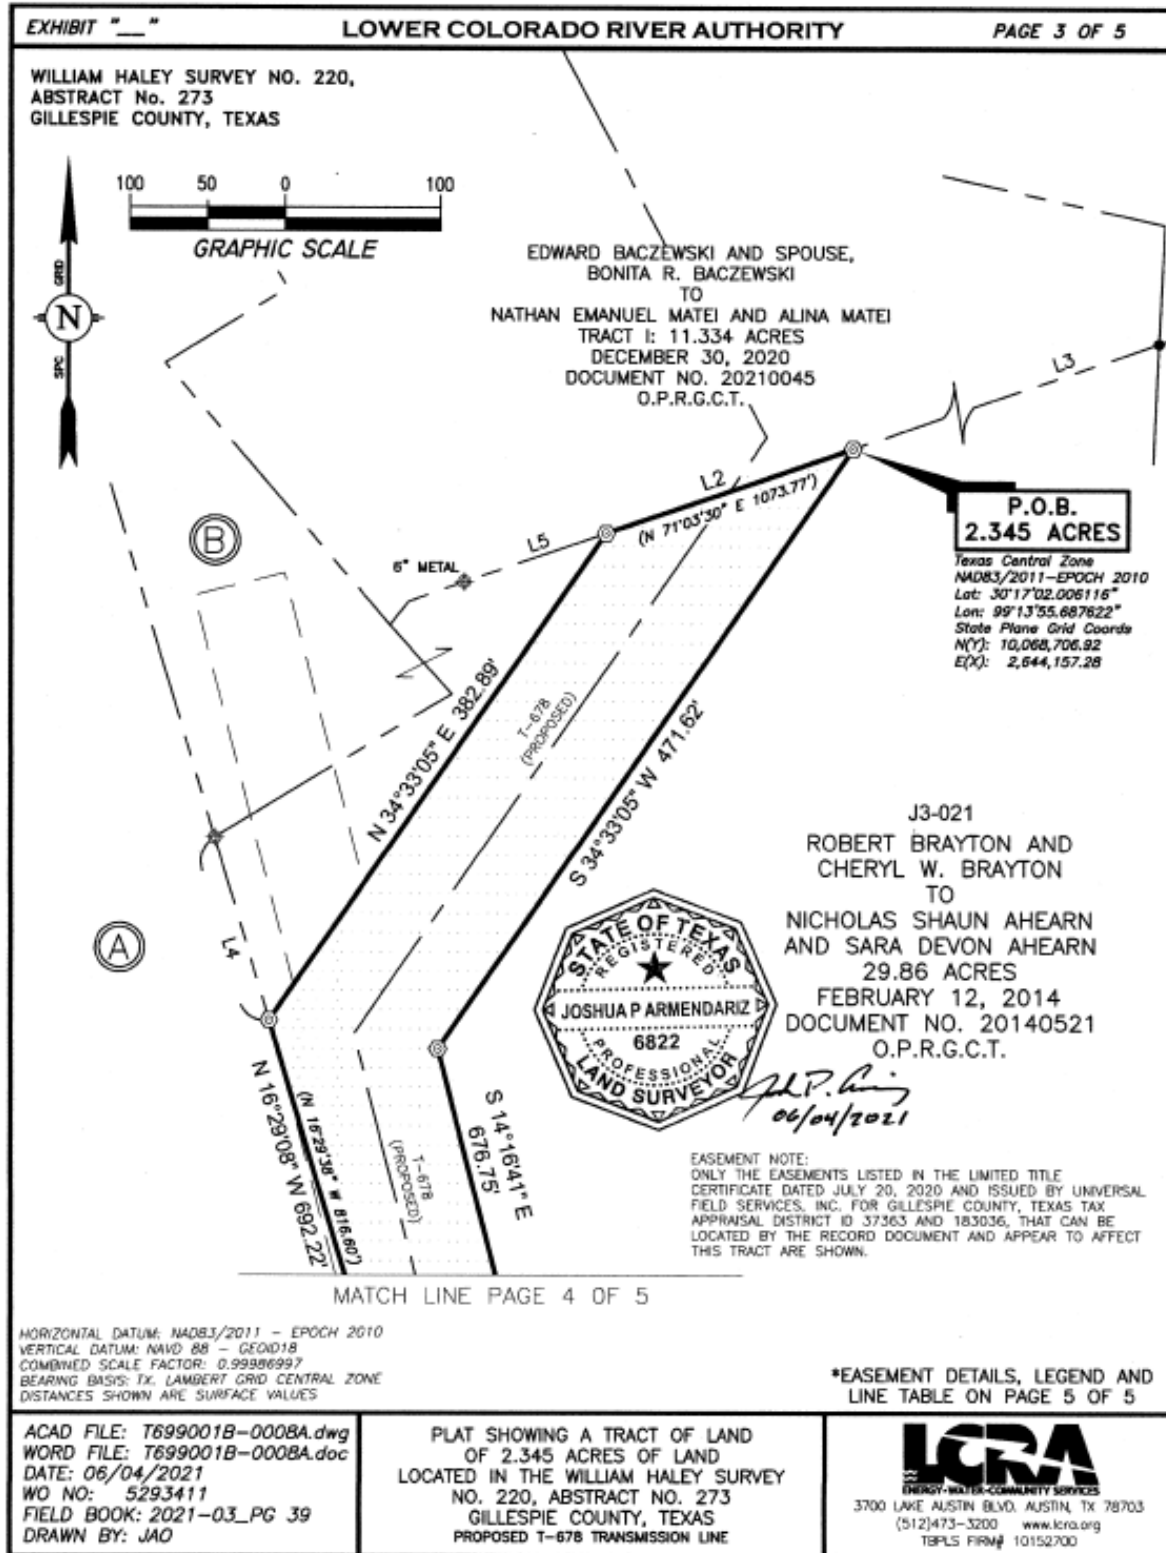 EXHIBIT "__"
LOWER COLORADO RIVER AUTHORITY
PAGE 3 OF 5
WILLIAM HALEY SURVEY NO. 220,
ABSTRACT No. 273
GILLESPIE COUNTY, TEXAS
100 50 0 100
GRAPHIC SCALE
GRID
N
SPC
EDWARD BACZEWSKI AND SPOUSE,
BONITA R. BACZEWSKI
TO
NATHAN EMANUEL MATEI AND ALINA MATEI
TRACT I: 11.334 ACRES
DECEMBER 30, 2020
DOCUMENT NO. 20210045
O.P.R.G.C.T.
L3
L2
(N 71°03'30" E 1073.77')
P.O.B.
2.345 ACRES
Texas Central Zone
NAD83/2011-EPOCH 2010
Lat: 30°17'02.006116"
Lon: 99°13'55.687622"
State Plane Grid Coords
N(Y): 10,068,706.92
E(X): 2,644,157.28
B
L5
6" METAL
N 34°33'05" E 382.89'
T-678
(PROPOSED)
S 34°33'05" W 471.62'
A
L4
J3-021
ROBERT BRAYTON AND
CHERYL W. BRAYTON
TO
NICHOLAS SHAUN AHEARN
AND SARA DEVON AHEARN
29.86 ACRES
FEBRUARY 12, 2014
DOCUMENT NO. 20140521
O.P.R.G.C.T.
STATE OF TEXAS
REGISTERED
JOSHUA P ARMENDARIZ
6822
PROFESSIONAL
LAND SURVEYOR
06/04/2021
N 16°29'08" W 692.22'
(N 16°29'38" W 816.60')
T-678
(PROPOSED)
S 14°16'41" E
676.75'
EASEMENT NOTE:
ONLY THE EASEMENTS LISTED IN THE LIMITED TITLE
CERTIFICATE DATED JULY 20, 2020 AND ISSUED BY UNIVERSAL
FIELD SERVICES, INC. FOR GILLESPIE COUNTY, TEXAS TAX
APPRAISAL DISTRICT ID 37363 AND 183036, THAT CAN BE
LOCATED BY THE RECORD DOCUMENT AND APPEAR TO AFFECT
THIS TRACT ARE SHOWN.
MATCH LINE PAGE 4 OF 5
HORIZONTAL DATUM: NAD83/2011 - EPOCH 2010
VERTICAL DATUM: NAVD 88 - GEOID18
COMBINED SCALE FACTOR: 0.99986997
BEARING BASIS: TX. LAMBERT GRID CENTRAL ZONE
DISTANCES SHOWN ARE SURFACE VALUES
*EASEMENT DETAILS, LEGEND AND
LINE TABLE ON PAGE 5 OF 5
ACAD FILE: T699001B-0008A.dwg
WORD FILE: T699001B-0008A.doc
DATE: 06/04/2021
WO NO: 5293411
FIELD BOOK: 2021-03_PG 39
DRAWN BY: JAO
PLAT SHOWING A TRACT OF LAND
OF 2.345 ACRES OF LAND
LOCATED IN THE WILLIAM HALEY SURVEY
NO. 220, ABSTRACT NO. 273
GILLESPIE COUNTY, TEXAS
PROPOSED T-678 TRANSMISSION LINE
LCRA
ENERGY•WATER•COMMUNITY SERVICES
3700 LAKE AUSTIN BLVD. AUSTIN, TX 78703
(512)473-3200 www.lcra.org
TBPLS FIRM# 10152700